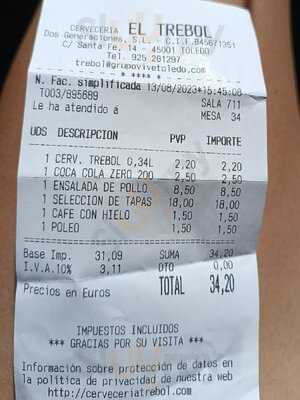 CERVECERIA EL TREBOL
Dos Generaciones, S.L. - C.I.F.B45671351
C/ Santa Fe, 14 - 45001 TOLEDO
Tel. 925 281297
trebol@grupovivetoledo.com
- * * * * * -
N. Fac. simplificada 13/08/2023*15:45:08
T003/895689 SALA 711
Le ha atendido a MESA 34
UDS DESCRIPCION PVP IMPORTE
1 CERV. TREBOL 0,34L 2,20 2,20
1 COCA COLA ZERO 200 2,50 2,50
1 ENSALADA DE POLLO 8,50 8,50
1 SELECCION DE TAPAS 18,00 18,00
1 CAFE CON HIELO 1,50 1,50
1 POLEO 1,50 1,50
Base Imp. 31,09 SUMA 34,20
I.V.A.10% 3,11 DTO 0,00
Precios en Euros TOTAL 34,20
IMPUESTOS INCLUIDOS
*** GRACIAS POR SU VISITA ***
Información sobre protección de datos en
la política de privacidad de nuestra web
http://cerveceriatrebol.com